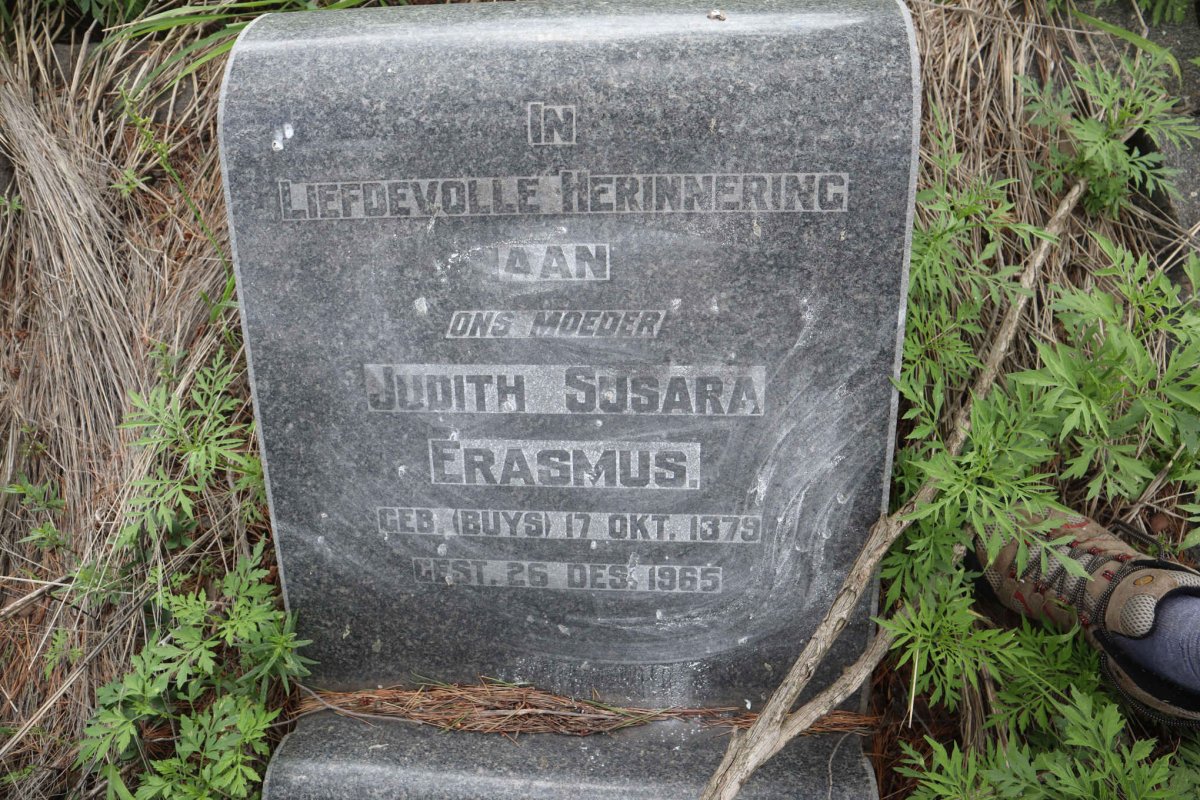 IN
LIEFDEVOLLE HERINNERING
AAN
ONS MOEDER
JUDITH SUSARA
ERASMUS.
GEB. (BUYS) 17 OKT. 1879
GEST. 26 DES. 1965